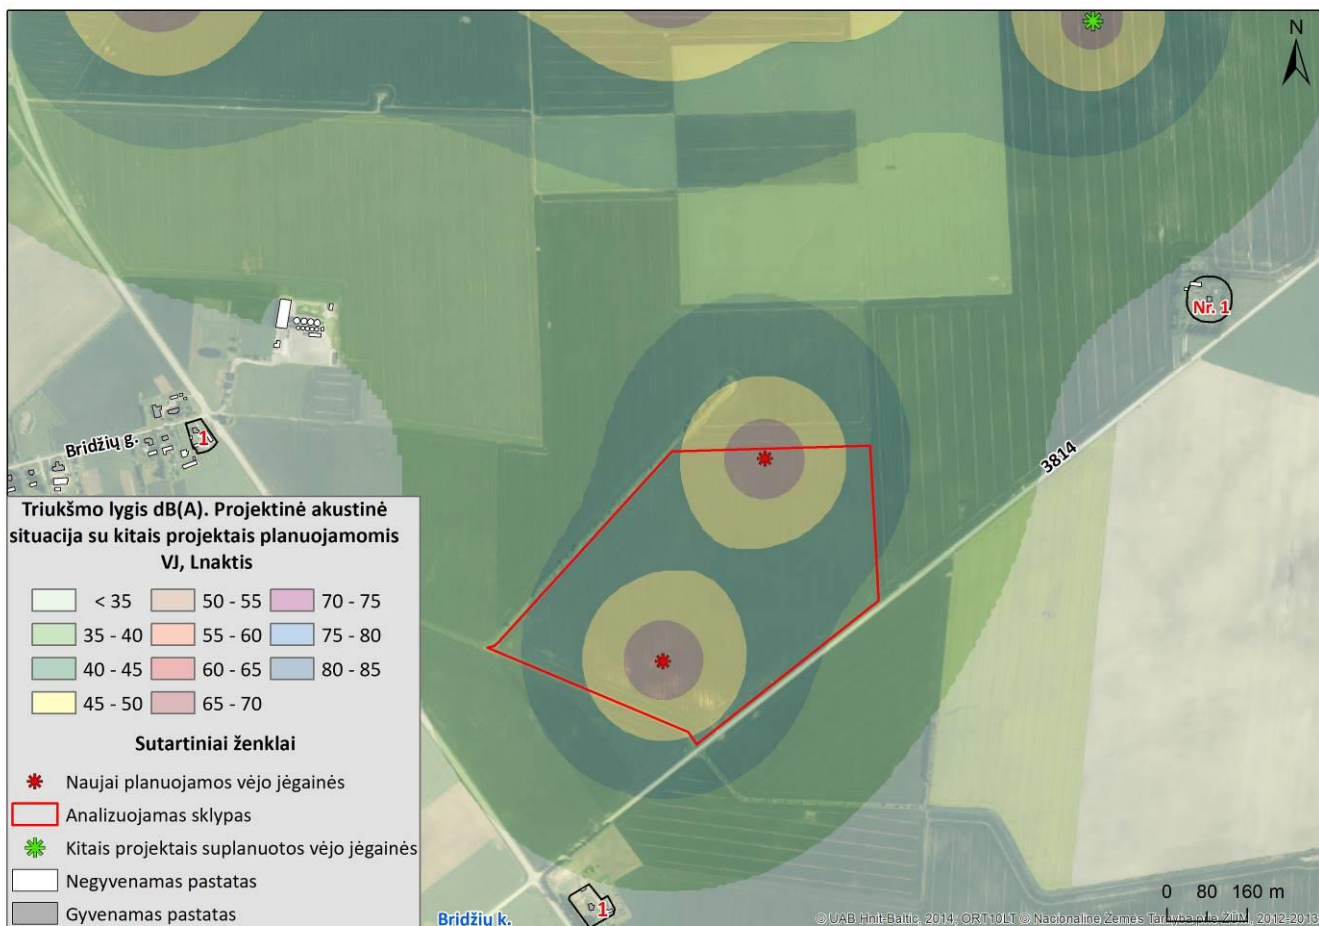 N
Nr. 1
Bridžių g.
1
3814
Triukšmo lygis dB(A). Projektinė akustinė
situacija su kitais projektais planuojamomis
VJ, Lnaktis
< 35 50 - 55 70 - 75
35 - 40 55 - 60 75 - 80
40 - 45 60 - 65 80 - 85
45 - 50 65 - 70
Sutartiniai ženklai
Naujai planuojamos vėjo jėgainės
Analizuojamas sklypas
Kitais projektais suplanuotos vėjo jėgainės
Negyvenamas pastatas
Gyvenamas pastatas
1
Bridžių k.
0 80 160 m
© UAB Hnit-Baltic, 2014; ORT10LT © Nacionalinė Žemės Tarnyba prie ŽŪM, 2012-2013